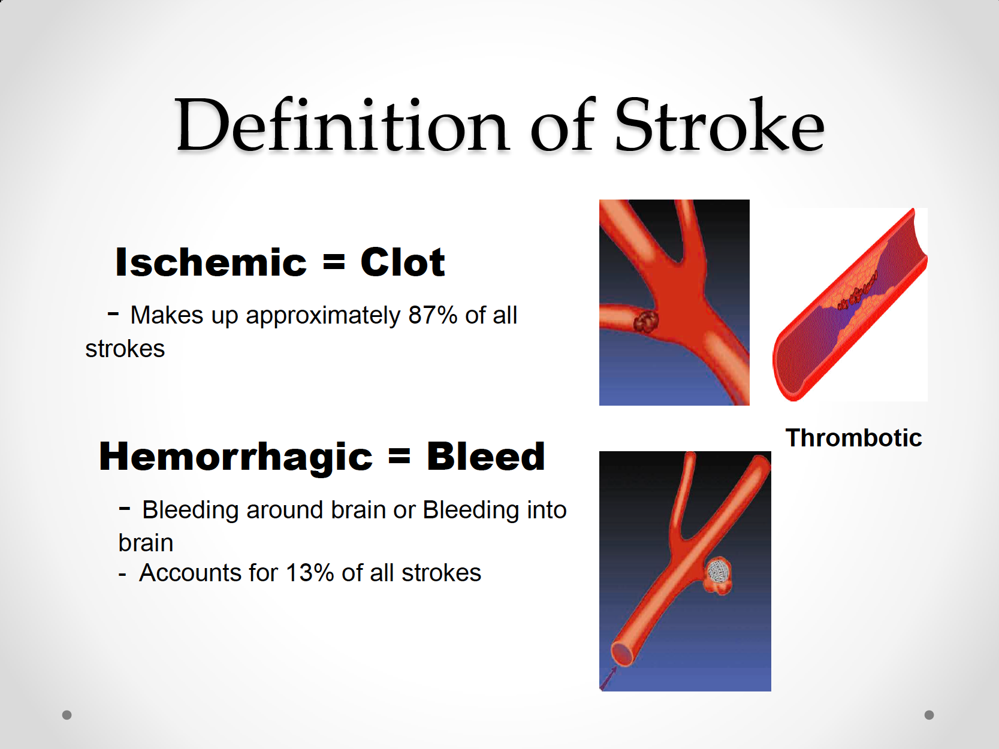 Definition of Stroke
Ischemic = Clot
- Makes up approximately 87% of all
strokes
Thrombotic
Hemorrhagic = Bleed
- Bleeding around brain or Bleeding into
brain
- Accounts for 13% of all strokes